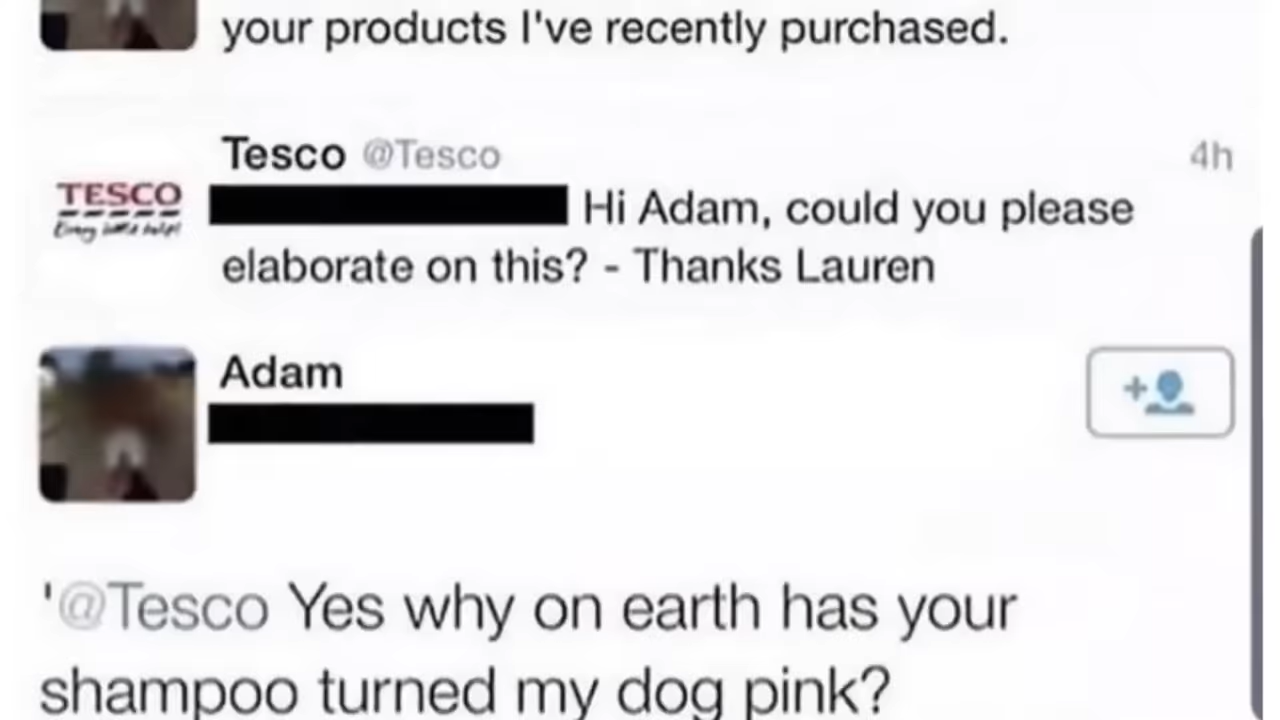 your products I've recently purchased.
Tesco @Tesco
4h
TESCO
Every little helps!
Hi Adam, could you please
elaborate on this? - Thanks Lauren
Adam
'@Tesco Yes why on earth has your
shampoo turned my dog pink?